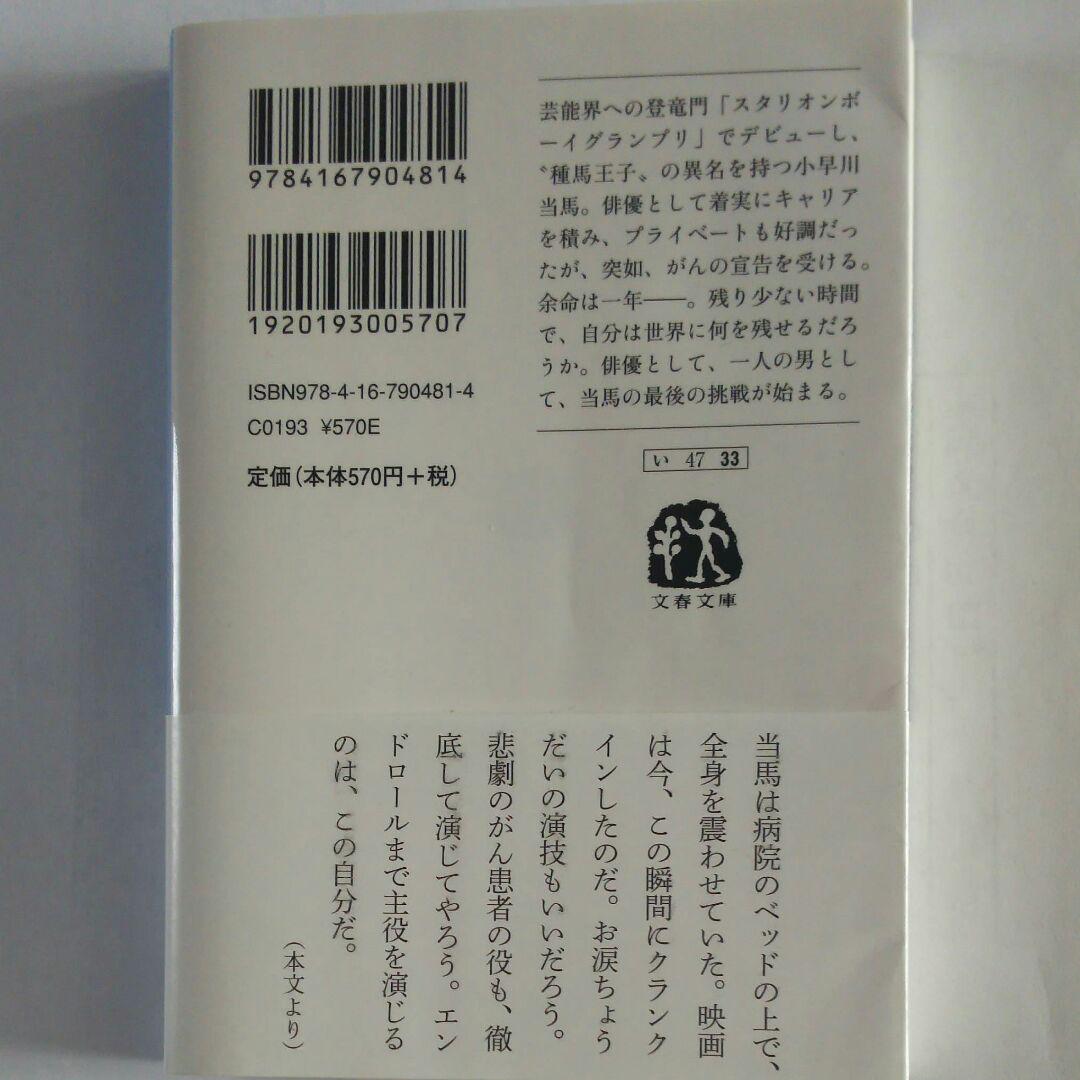 9784167904814
1920193005707
ISBN978-4-16-790481-4
C0193 ¥570E
定価(本体570円+税)
芸能界への登竜門「スタリオンボ
ーイグランプリ」でデビューし、
〝種馬王子〟の異名を持つ小早川
当馬。俳優として着実にキャリア
を積み、プライベートも好調だっ
たが、突如、がんの宣告を受ける。
余命は一年――。残り少ない時間
で、自分は世界に何を残せるだろ
うか。俳優として、一人の男とし
て、当馬の最後の挑戦が始まる。
い 47 33
文春文庫
当馬は病院のベッドの上で、
全身を震わせていた。映画
は今、この瞬間にクランク
インしたのだ。お涙ちょう
だいの演技もいいだろう。
悲劇のがん患者の役も、徹
底して演じてやろう。エン
ドロールまで主役を演じる
のは、この自分だ。
(本文より)